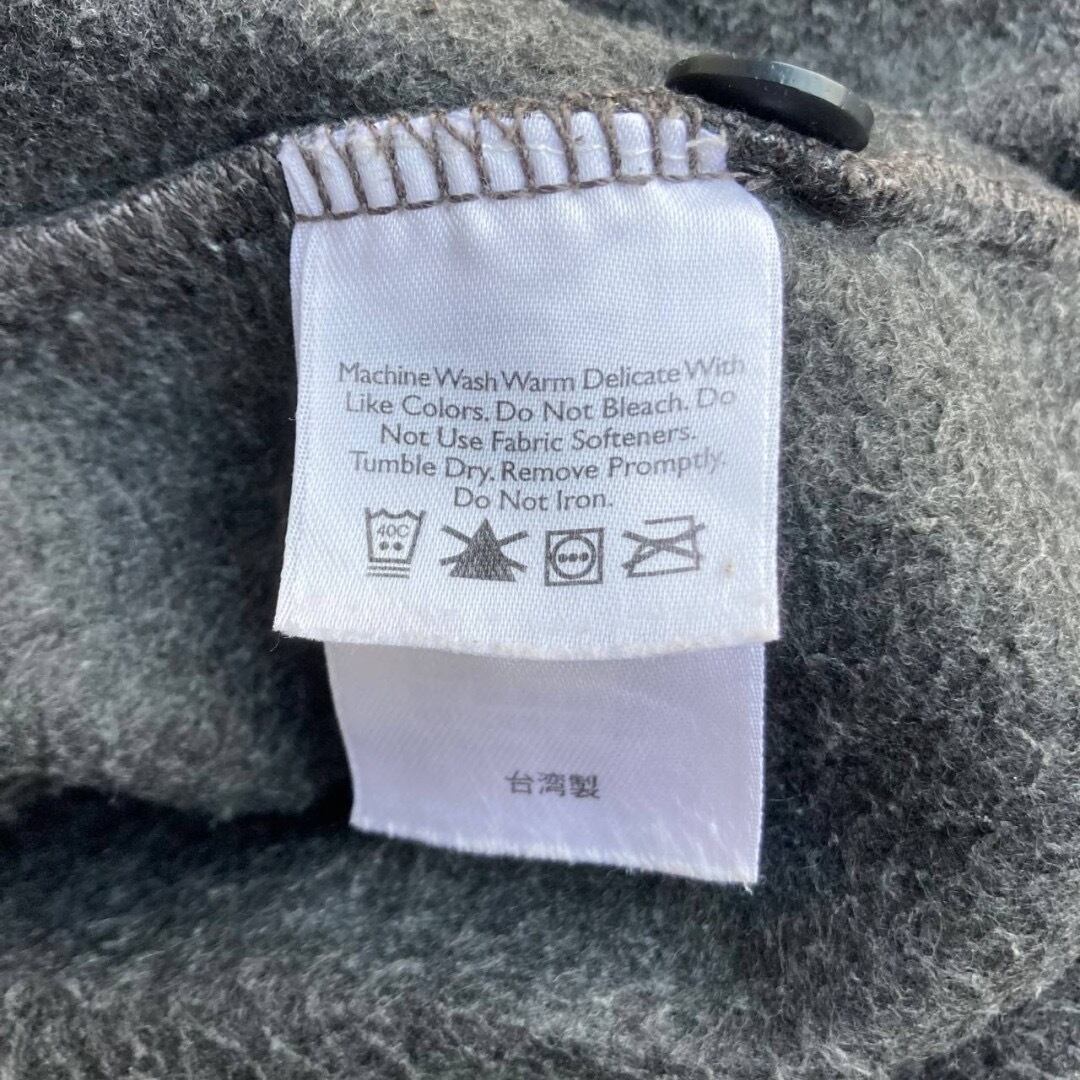 Machine Wash Warm Delicate With
Like Colors. Do Not Bleach. Do
Not Use Fabric Softeners.
Tumble Dry. Remove Promptly.
Do Not Iron.
40C
台湾製